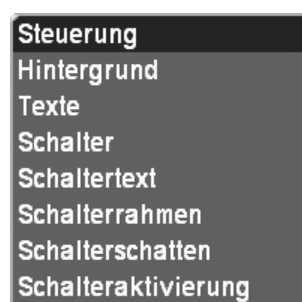 Steuerung
Hintergrund
Texte
Schalter
Schaltertext
Schalterrahmen
Schalterschatten
Schalteraktivierung